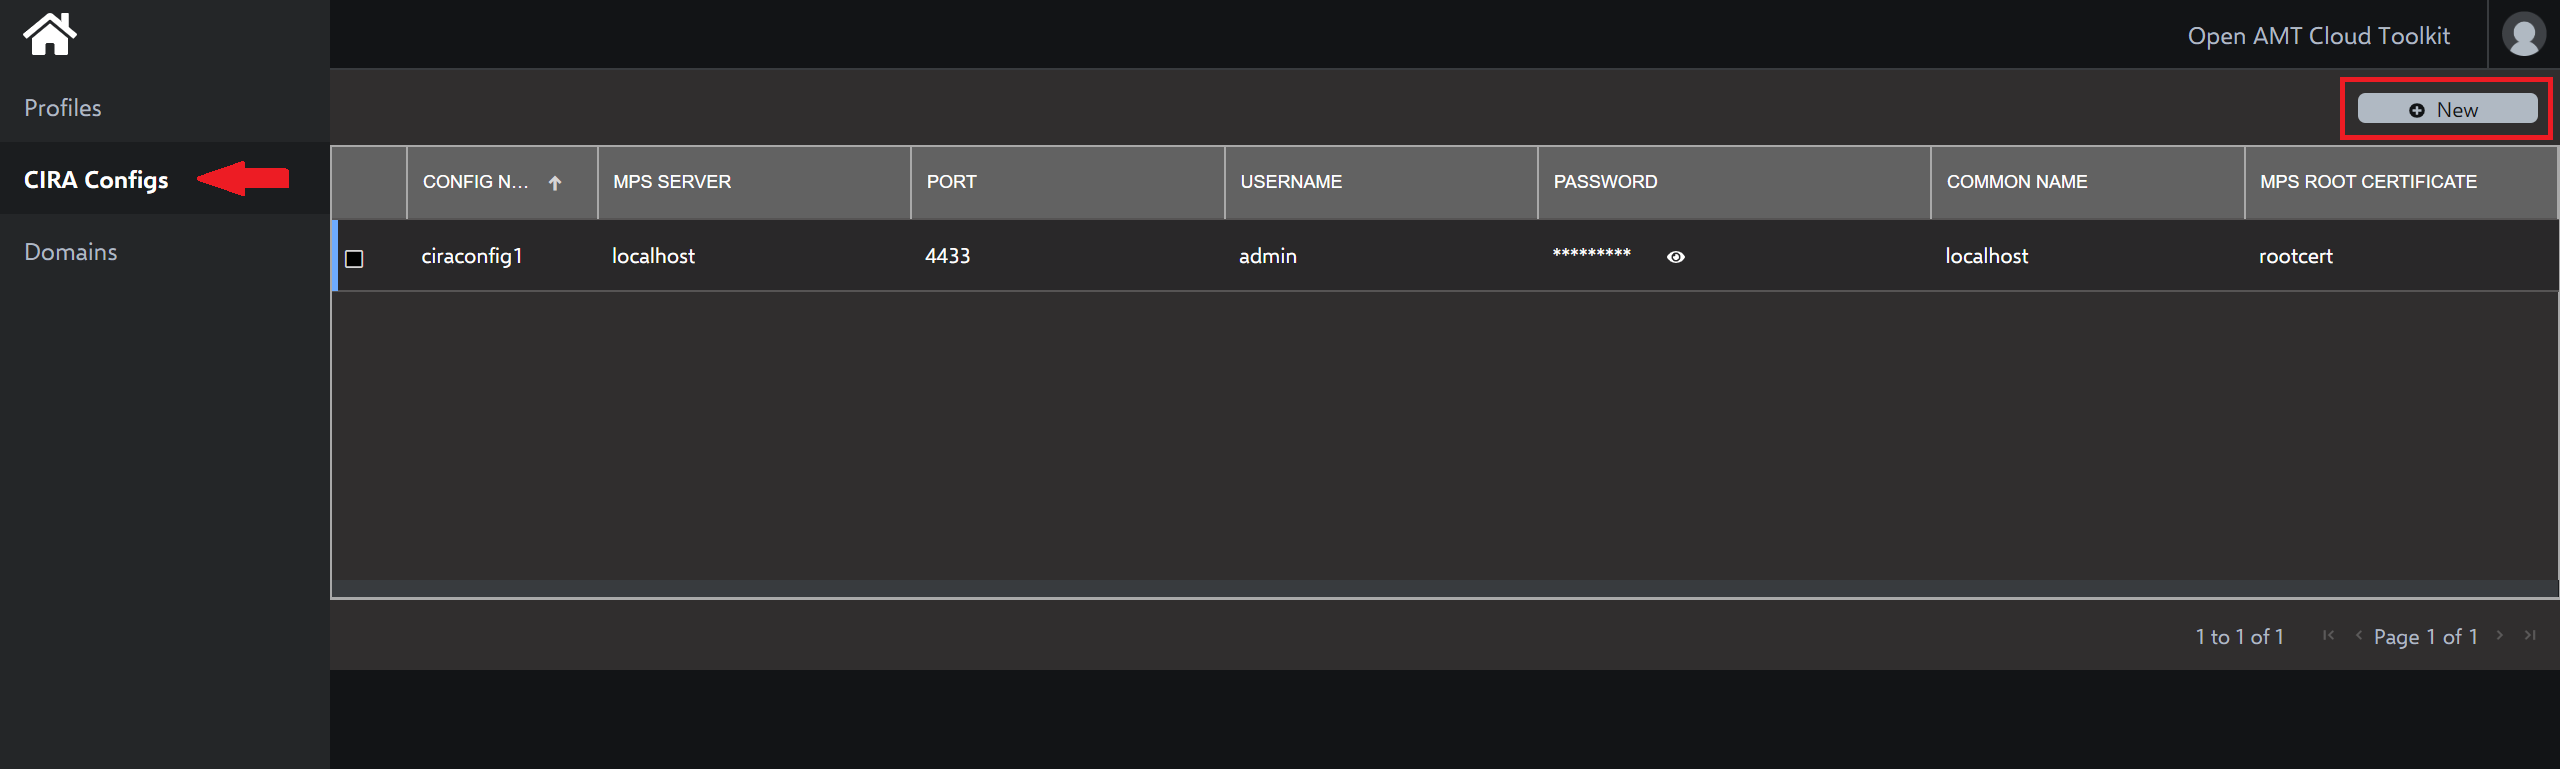 Open AMT Cloud Toolkit
Profiles
CIRA Configs
Domains
New
CONFIG N... MPS SERVER PORT USERNAME PASSWORD COMMON NAME MPS ROOT CERTIFICATE
ciraconfig1 localhost 4433 admin ********* localhost rootcert
1 to 1 of 1 Page 1 of 1